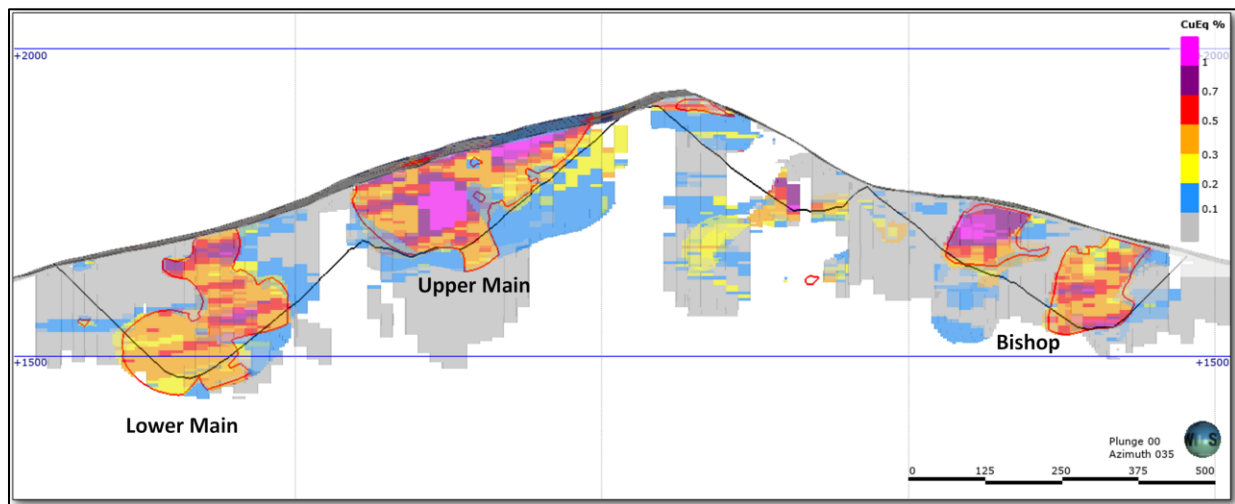 CuEq %
+2000
+2000
1
0.7
0.5
0.3
0.2
0.1
Upper Main
Bishop
+1500
+1500
Lower Main
Plunge 00
Azimuth 035
0 125 250 375 500